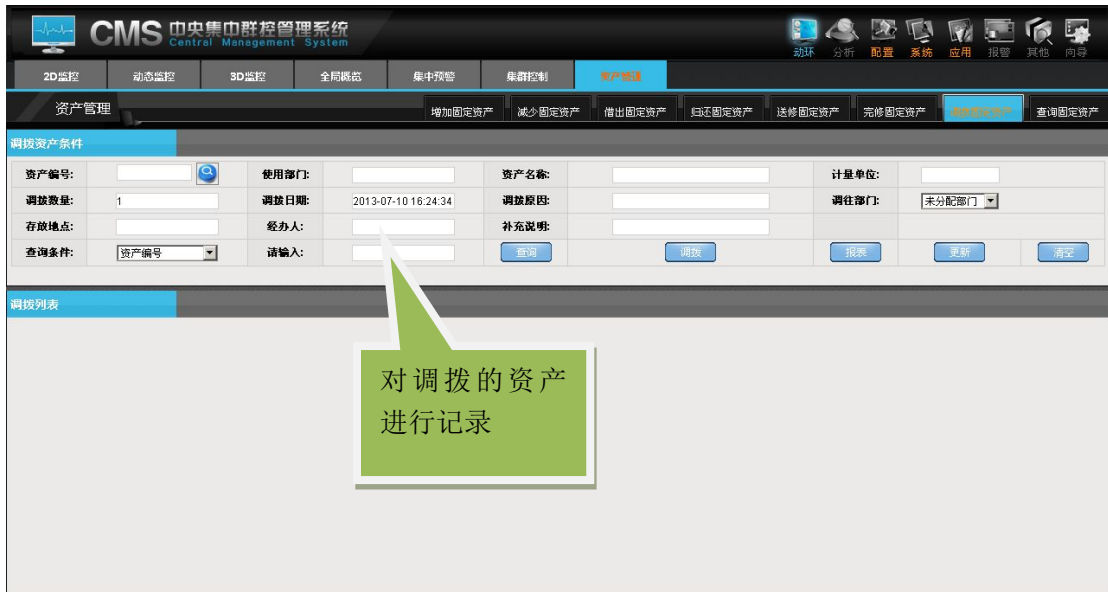 CMS 中央集中群控管理系统
Central Management System
动环 分析 配置 系统 应用 报警 其他 向导
2D监控 动态监控 3D监控 全局概览 集中预警 集群控制 资产管理
资产管理 增加固定资产 减少固定资产 借出固定资产 归还固定资产 送修固定资产 完修固定资产 调拨固定资产 查询固定资产
调拨资产条件
资产编号: 使用部门: 资产名称: 计量单位:
调拨数量: 1 调拨日期: 2013-07-10 16:24:34 调拨原因: 调往部门: 未分配部门
存放地点: 经办人: 补充说明:
查询条件: 资产编号 请输入: 查询 调拨 报表 更新 清空
调拨列表
对调拨的资产
进行记录